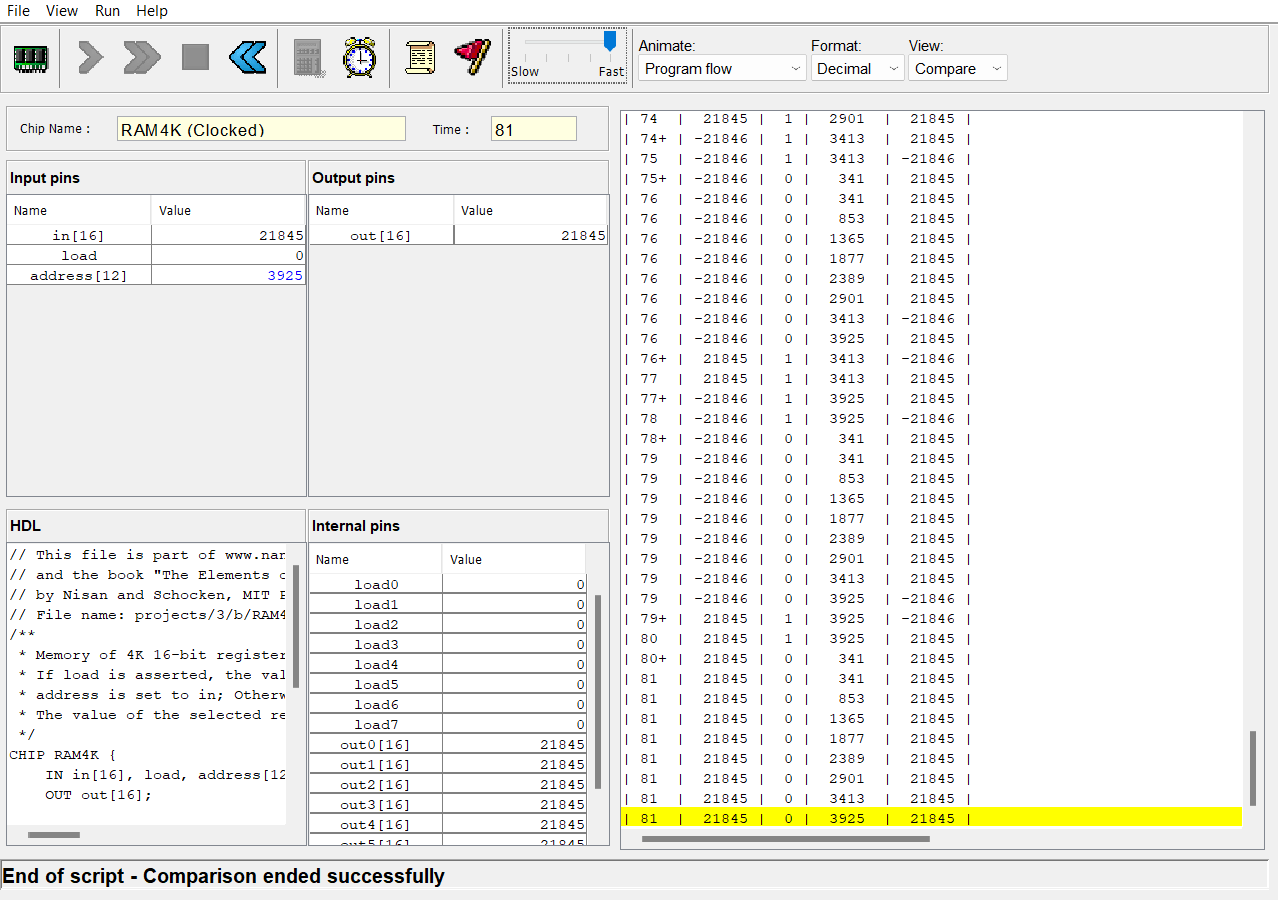 File View Run Help
Animate: Format: View:
Slow Fast Program flow Decimal Compare
Chip Name : RAM4K (Clocked) Time : 81
Input pins
Name Value
in[16] 21845
load 0
address[12] 3925
Output pins
Name Value
out[16] 21845
HDL
// This file is part of www.nan
// and the book "The Elements o
// by Nisan and Schocken, MIT P
// File name: projects/3/b/RAM4
/**
* Memory of 4K 16-bit register
* If load is asserted, the val
* address is set to in; Otherw
* The value of the selected re
*/
CHIP RAM4K {
IN in[16], load, address[12
OUT out[16];
Internal pins
Name Value
load0 0
load1 0
load2 0
load3 0
load4 0
load5 0
load6 0
load7 0
out0[16] 21845
out1[16] 21845
out2[16] 21845
out3[16] 21845
out4[16] 21845
out5[16] 21845
| 74 | 21845 | 1 | 2901 | 21845 |
| 74+ | -21846 | 1 | 3413 | 21845 |
| 75 | -21846 | 1 | 3413 | -21846 |
| 75+ | -21846 | 0 | 341 | 21845 |
| 76 | -21846 | 0 | 341 | 21845 |
| 76 | -21846 | 0 | 853 | 21845 |
| 76 | -21846 | 0 | 1365 | 21845 |
| 76 | -21846 | 0 | 1877 | 21845 |
| 76 | -21846 | 0 | 2389 | 21845 |
| 76 | -21846 | 0 | 2901 | 21845 |
| 76 | -21846 | 0 | 3413 | -21846 |
| 76 | -21846 | 0 | 3925 | 21845 |
| 76+ | 21845 | 1 | 3413 | -21846 |
| 77 | 21845 | 1 | 3413 | 21845 |
| 77+ | -21846 | 1 | 3925 | 21845 |
| 78 | -21846 | 1 | 3925 | -21846 |
| 78+ | -21846 | 0 | 341 | 21845 |
| 79 | -21846 | 0 | 341 | 21845 |
| 79 | -21846 | 0 | 853 | 21845 |
| 79 | -21846 | 0 | 1365 | 21845 |
| 79 | -21846 | 0 | 1877 | 21845 |
| 79 | -21846 | 0 | 2389 | 21845 |
| 79 | -21846 | 0 | 2901 | 21845 |
| 79 | -21846 | 0 | 3413 | 21845 |
| 79 | -21846 | 0 | 3925 | -21846 |
| 79+ | 21845 | 1 | 3925 | -21846 |
| 80 | 21845 | 1 | 3925 | 21845 |
| 80+ | 21845 | 0 | 341 | 21845 |
| 81 | 21845 | 0 | 341 | 21845 |
| 81 | 21845 | 0 | 853 | 21845 |
| 81 | 21845 | 0 | 1365 | 21845 |
| 81 | 21845 | 0 | 1877 | 21845 |
| 81 | 21845 | 0 | 2389 | 21845 |
| 81 | 21845 | 0 | 2901 | 21845 |
| 81 | 21845 | 0 | 3413 | 21845 |
| 81 | 21845 | 0 | 3925 | 21845 |
End of script - Comparison ended successfully